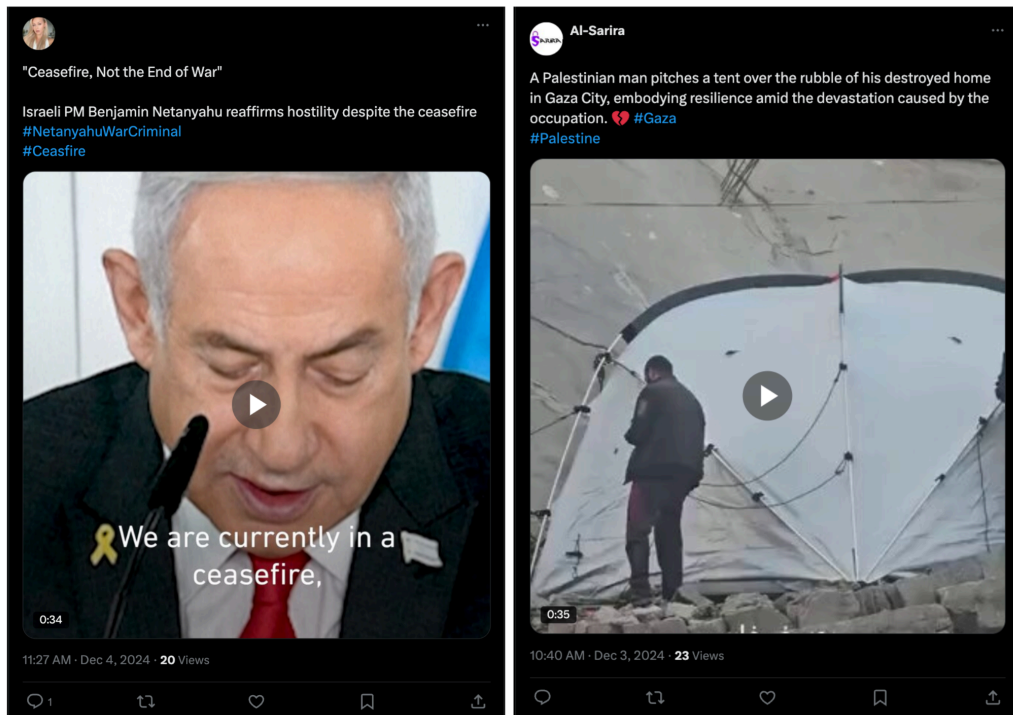 "Ceasefire, Not the End of War"
Israeli PM Benjamin Netanyahu reaffirms hostility despite the ceasefire
#NetanyahuWarCriminal
#Ceasfire
We are currently in a
ceasefire,
0:34
11:27 AM · Dec 4, 2024 · 20 Views
1
SARIRA
Al-Sarira
A Palestinian man pitches a tent over the rubble of his destroyed home
in Gaza City, embodying resilience amid the devastation caused by the
occupation. 💔 #Gaza
#Palestine
0:35
10:40 AM · Dec 3, 2024 · 23 Views